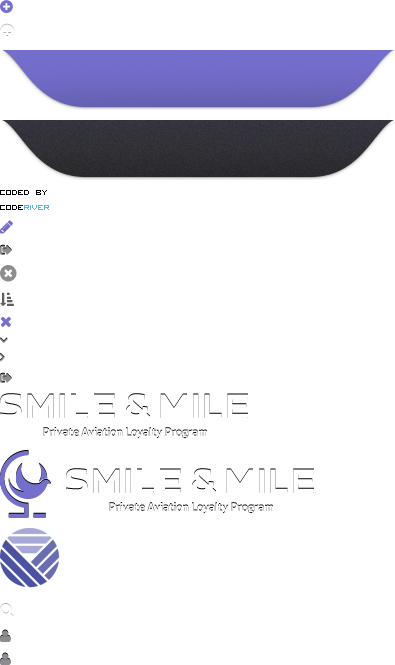 CODED BY
CODERIVER
SMILE & MILE
Private Aviation Loyalty Program
SMILE & MILE
Private Aviation Loyalty Program